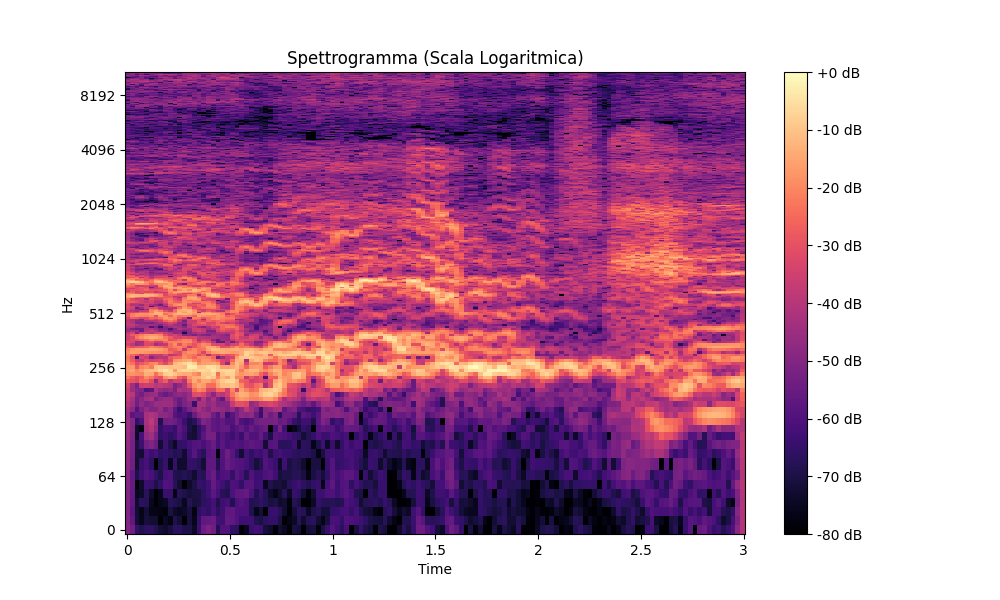 Spettrogramma (Scala Logaritmica)
Hz
8192
4096
2048
1024
512
256
128
64
0
0 0.5 1 1.5 2 2.5 3
Time
+0 dB
-10 dB
-20 dB
-30 dB
-40 dB
-50 dB
-60 dB
-70 dB
-80 dB